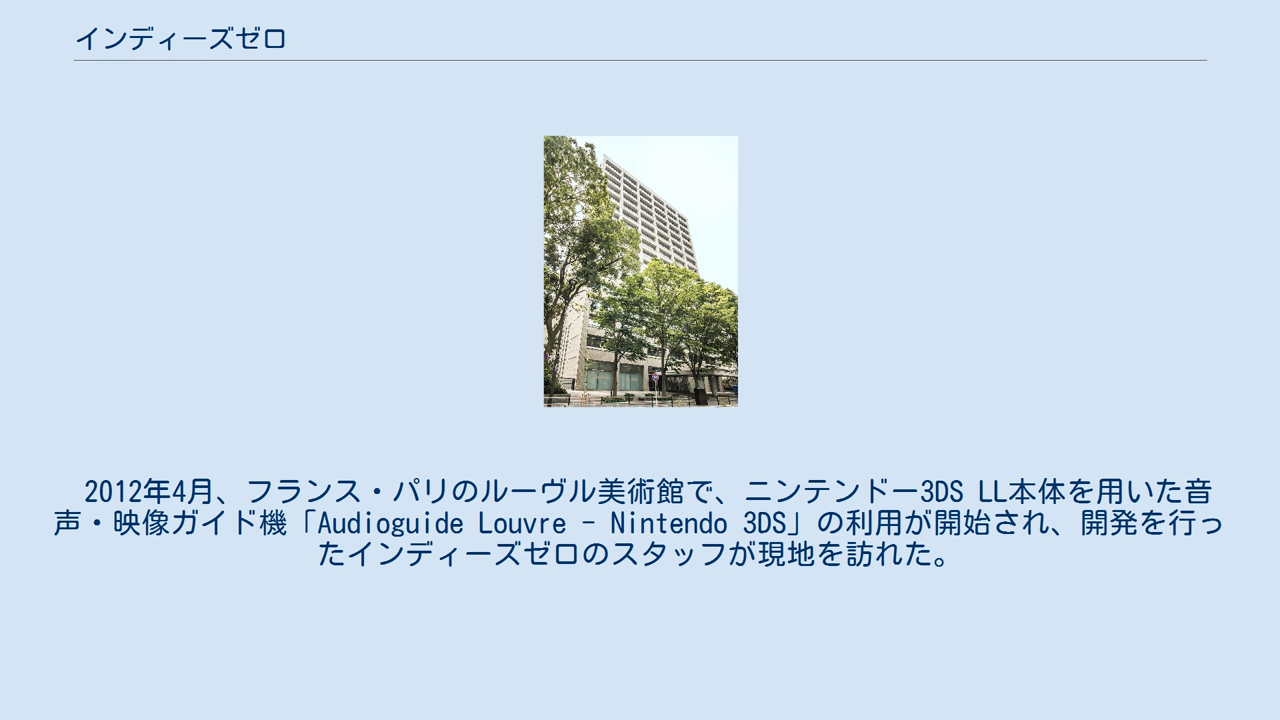 インディーズゼロ
2012年4月、フランス・パリのルーヴル美術館で、ニンテンドー3DS LL本体を用いた音
声・映像ガイド機「Audioguide Louvre - Nintendo 3DS」の利用が開始され、開発を行っ
たインディーズゼロのスタッフが現地を訪れた。